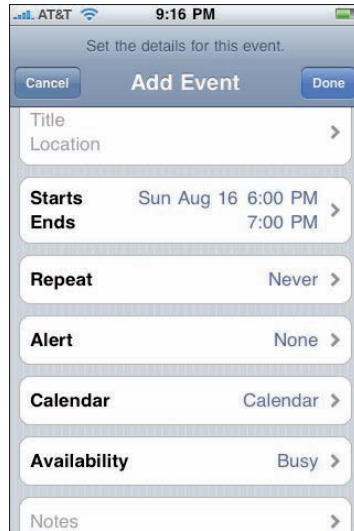 AT&T 9:16 PM
Set the details for this event.
Cancel Add Event Done
Title
Location
Starts Sun Aug 16 6:00 PM
Ends 7:00 PM
Repeat Never
Alert None
Calendar Calendar
Availability Busy
Notes